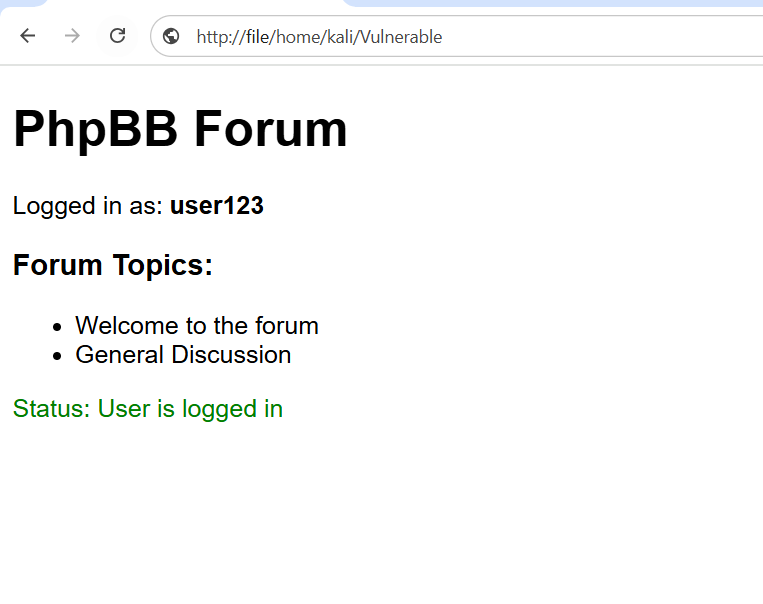 http://file/home/kali/Vulnerable
PhpBB Forum
Logged in as: user123
Forum Topics:
• Welcome to the forum
• General Discussion
Status: User is logged in